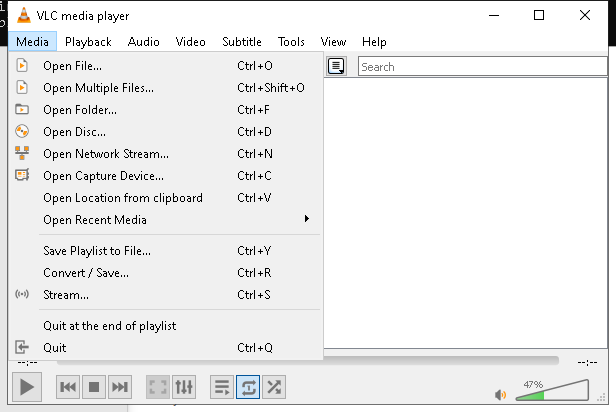 VLC media player
Media Playback Audio Video Subtitle Tools View Help
Open File... Ctrl+O
Search
Open Multiple Files... Ctrl+Shift+O
Open Folder... Ctrl+F
Open Disc... Ctrl+D
Open Network Stream... Ctrl+N
Open Capture Device... Ctrl+C
Open Location from clipboard Ctrl+V
Open Recent Media
Save Playlist to File... Ctrl+Y
Convert / Save... Ctrl+R
Stream... Ctrl+S
Quit at the end of playlist
Quit Ctrl+Q
--:-- --:--
47%